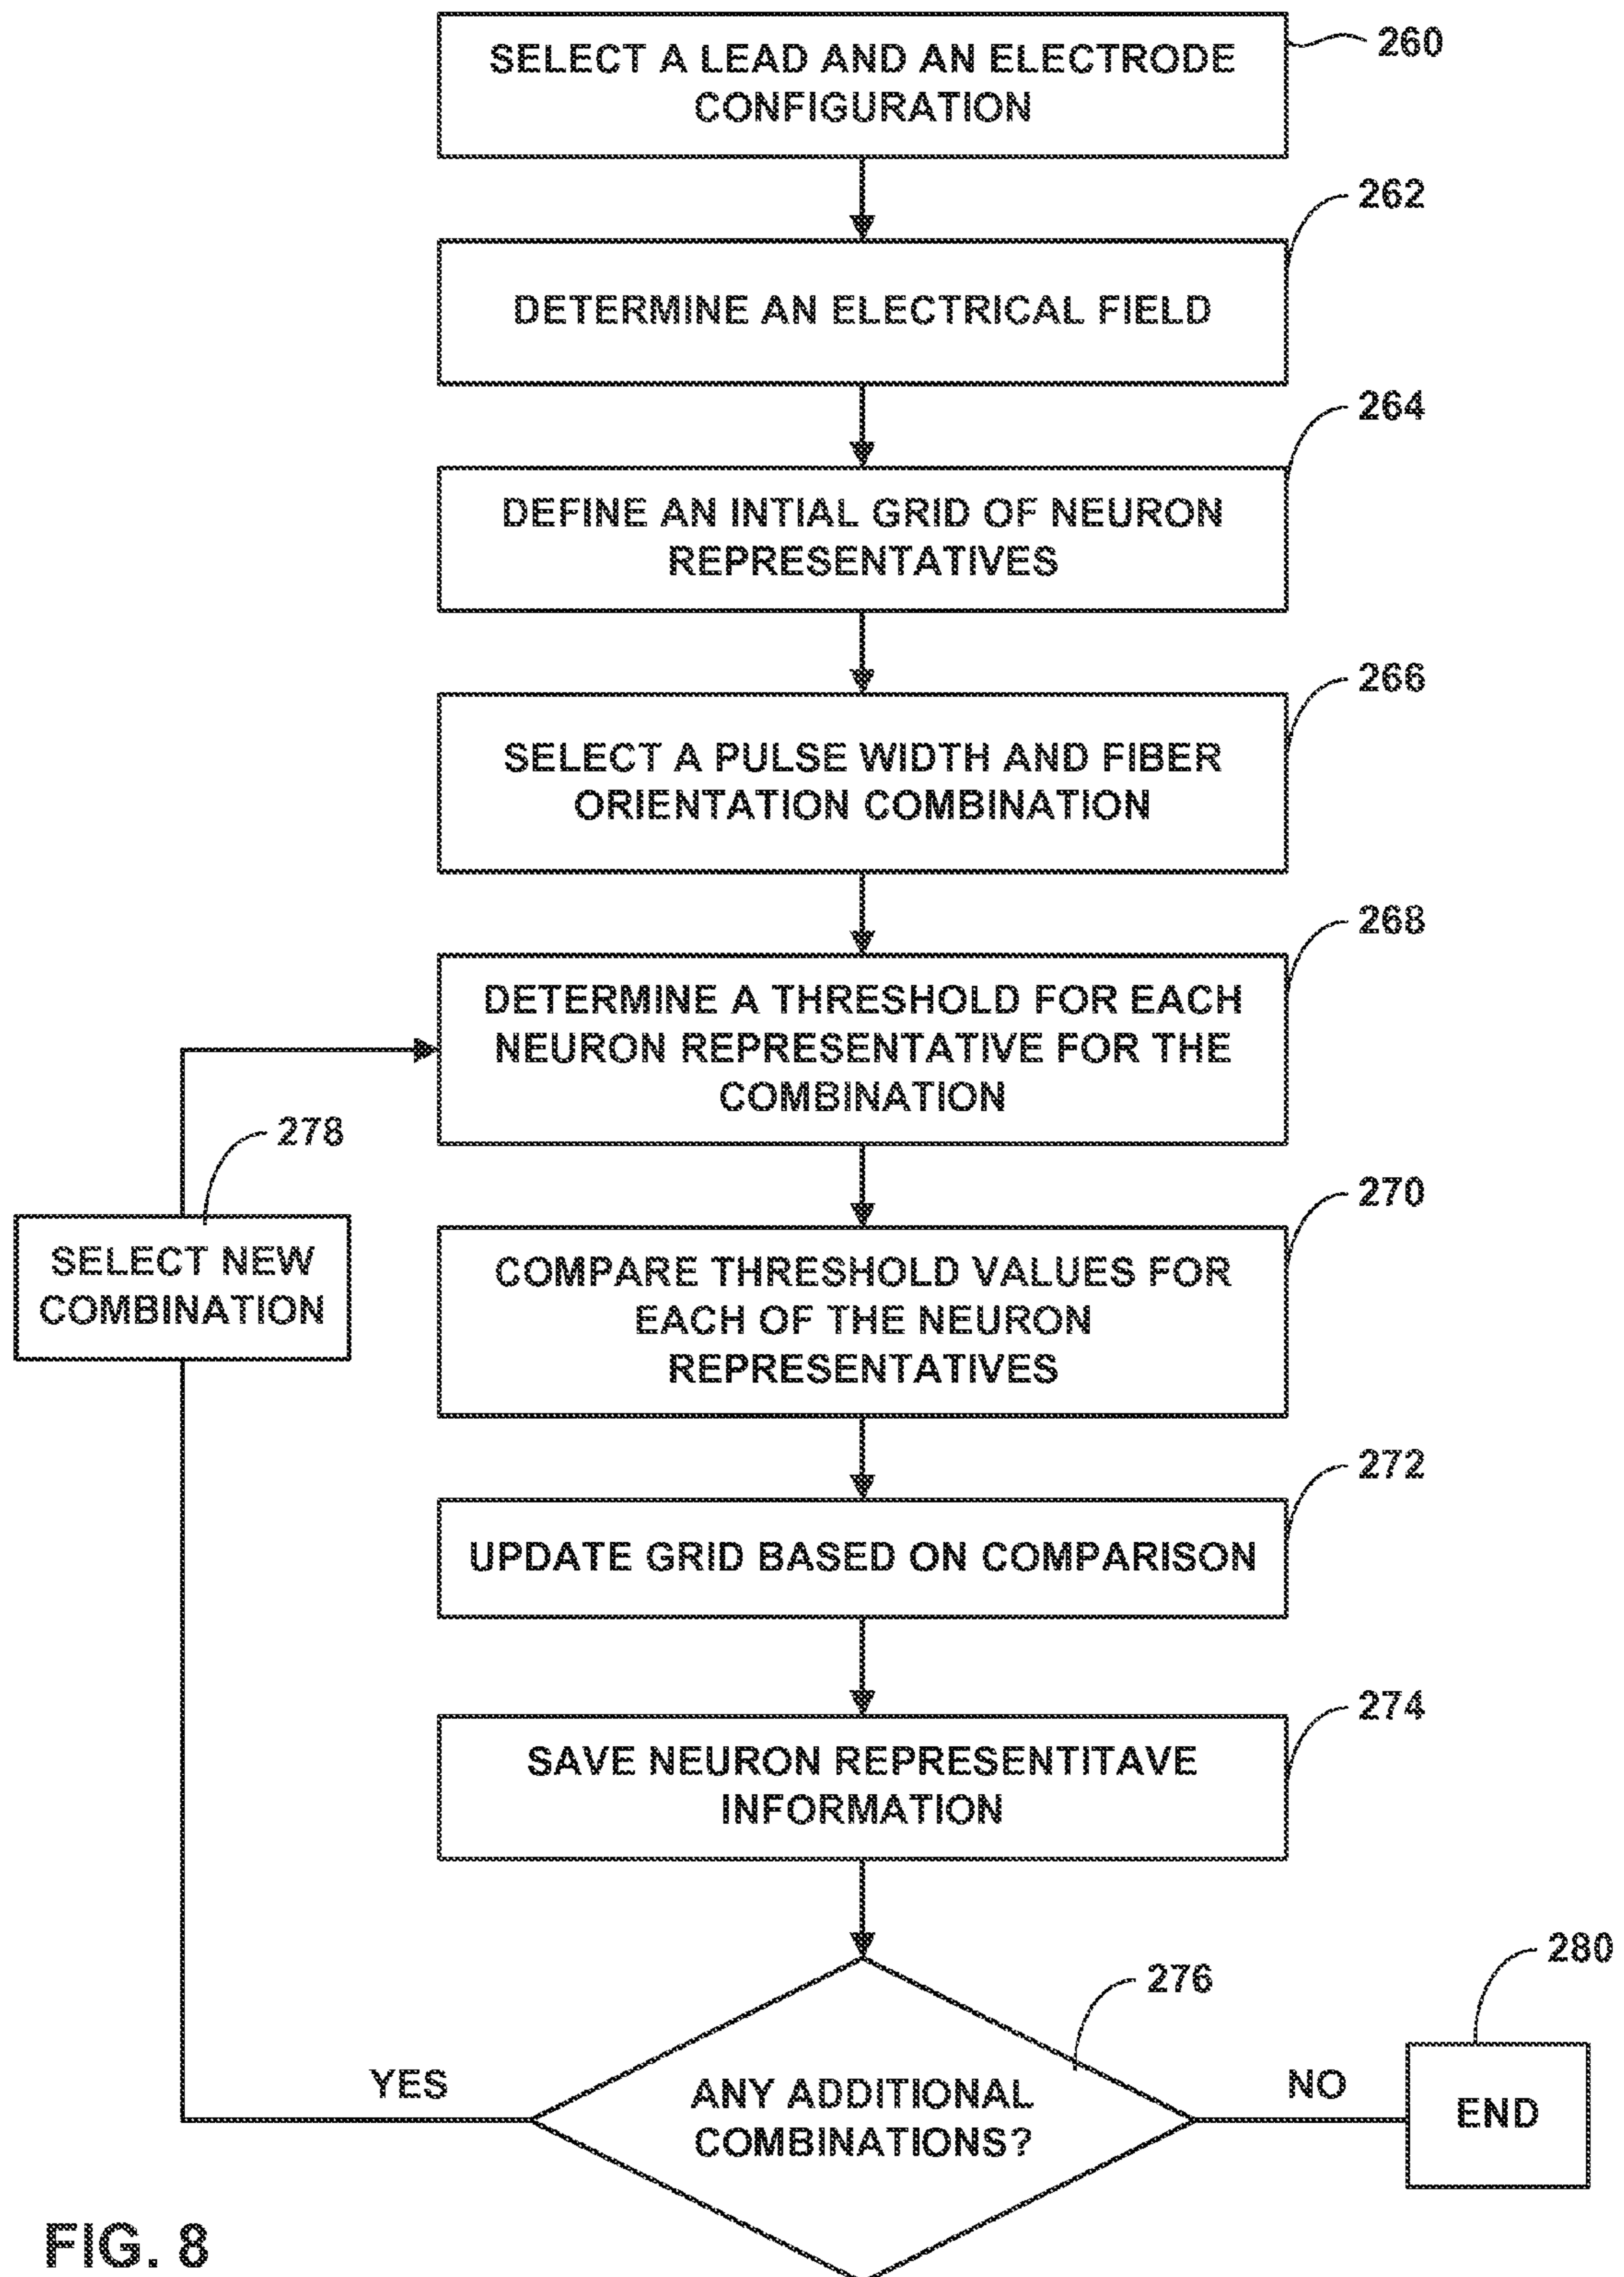 SELECT A LEAD AND AN ELECTRODE
CONFIGURATION
260
262
DETERMINE AN ELECTRICAL FIELD
264
DEFINE AN INTIAL GRID OF NEURON
REPRESENTATIVES
266
SELECT A PULSE WIDTH AND FIBER
ORIENTATION COMBINATION
268
DETERMINE A THRESHOLD FOR EACH
NEURON REPRESENTATIVE FOR THE
COMBINATION
278
SELECT NEW
COMBINATION
270
COMPARE THRESHOLD VALUES FOR
EACH OF THE NEURON
REPRESENTATIVES
272
UPDATE GRID BASED ON COMPARISON
274
SAVE NEURON REPRESENTITAVE
INFORMATION
276
280
YES
ANY ADDITIONAL
COMBINATIONS?
NO
END
FIG. 8